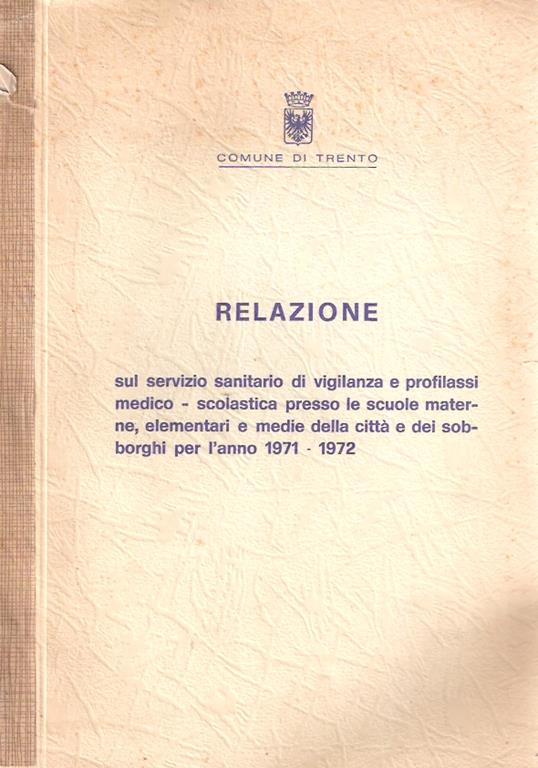 COMUNE DI TRENTO
RELAZIONE
sul servizio sanitario di vigilanza e profilassi
medico - scolastica presso le scuole mater-
ne, elementari e medie della città e dei sob-
borghi per l'anno 1971 - 1972